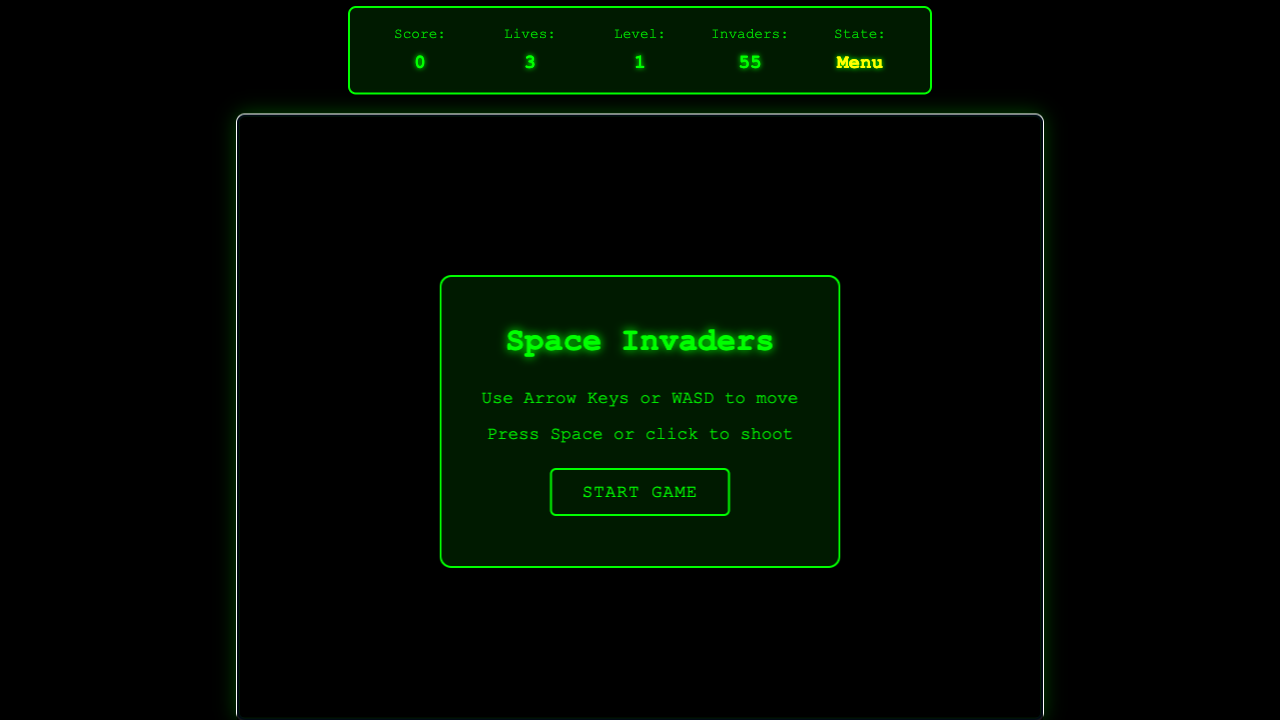 Score: Lives: Level: Invaders: State:
0 3 1 55 Menu
Space Invaders
Use Arrow Keys or WASD to move
Press Space or click to shoot
START GAME